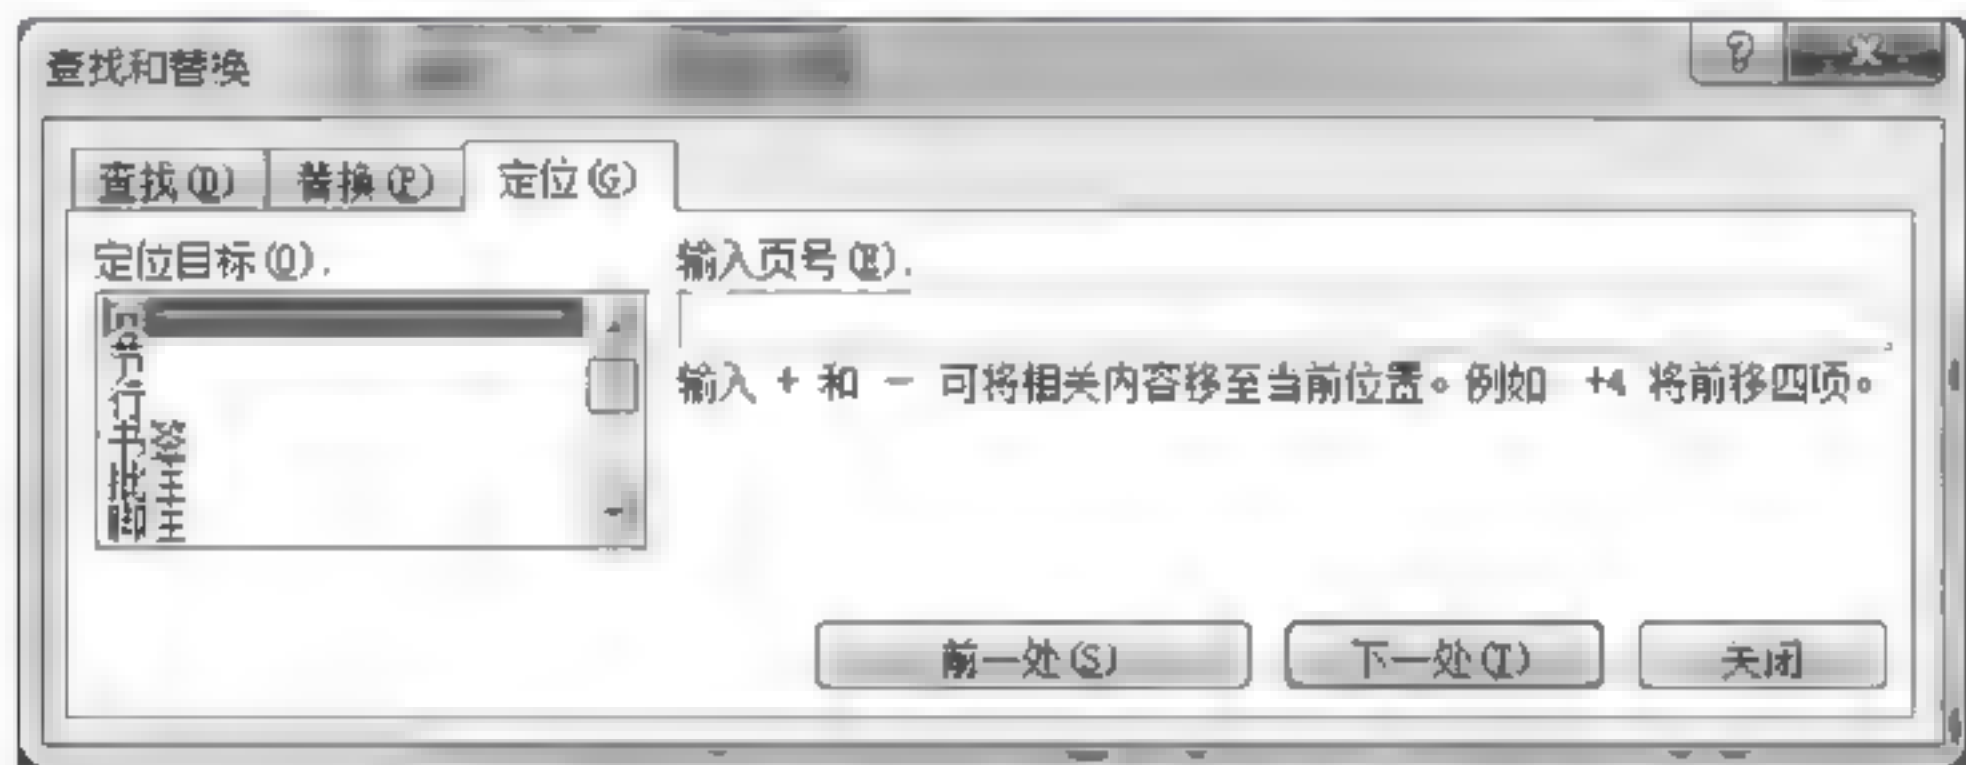 查找和替换
查找(D) 替换(P) 定位(G)
定位目标(O):
输入页号(E):
节
行
书签
批注
脚注
输入 + 和 - 可将相关内容移至当前位置。例如 +4 将前移四项。
前一处(S) 下一处(T) 关闭